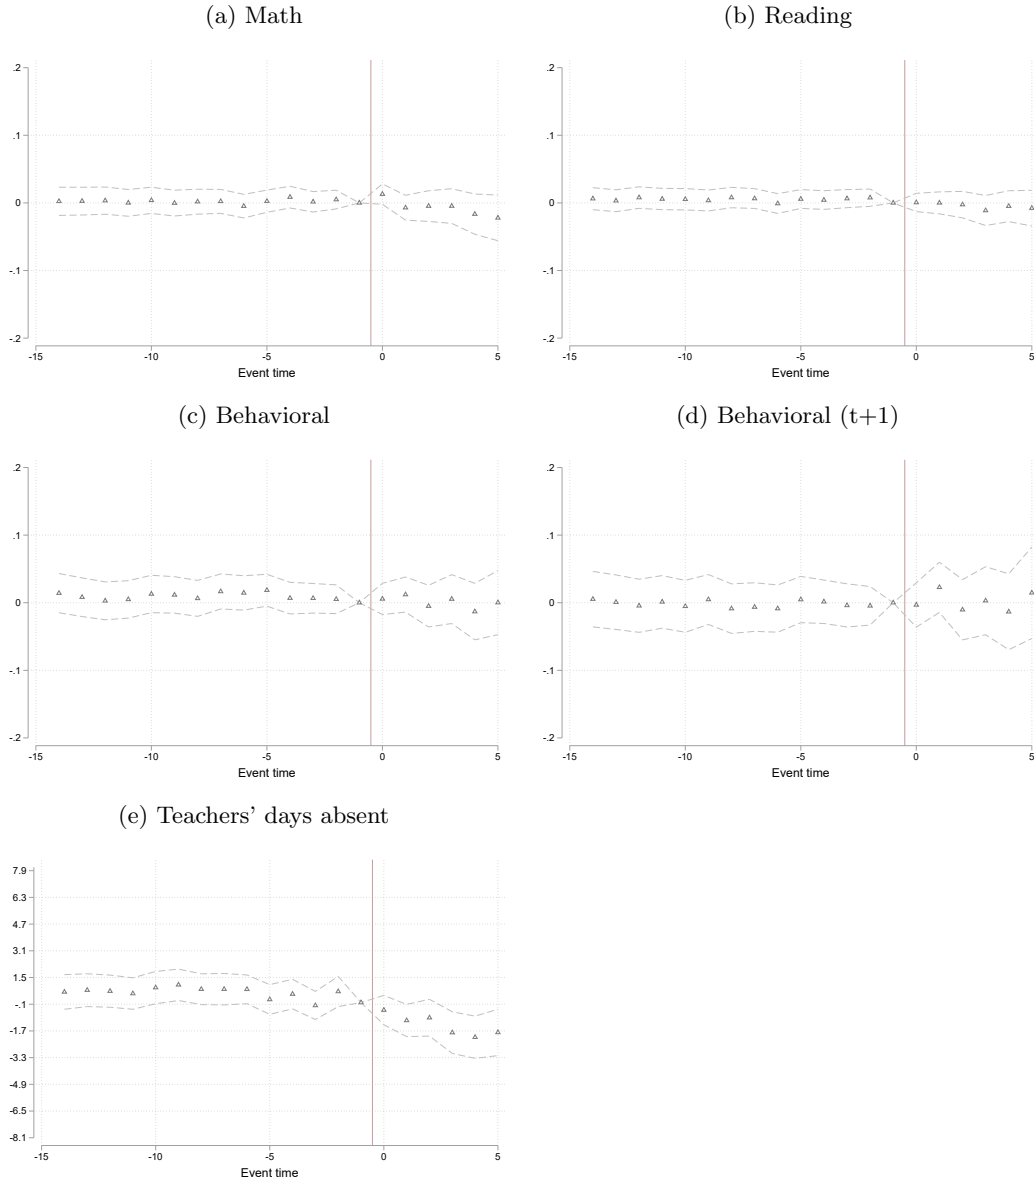 (a) Math
.2
.1
0
-.1
-.2
-15 -10 -5 0 5
Event time
(b) Reading
.2
.1
0
-.1
-.2
-15 -10 -5 0 5
Event time
(c) Behavioral
.2
.1
0
-.1
-.2
-15 -10 -5 0 5
Event time
(d) Behavioral (t+1)
.2
.1
0
-.1
-.2
-15 -10 -5 0 5
Event time
(e) Teachers' days absent
7.9
6.3
4.7
3.1
1.5
-.1
-1.7
-3.3
-4.9
-6.5
-8.1
-15 -10 -5 0 5
Event time